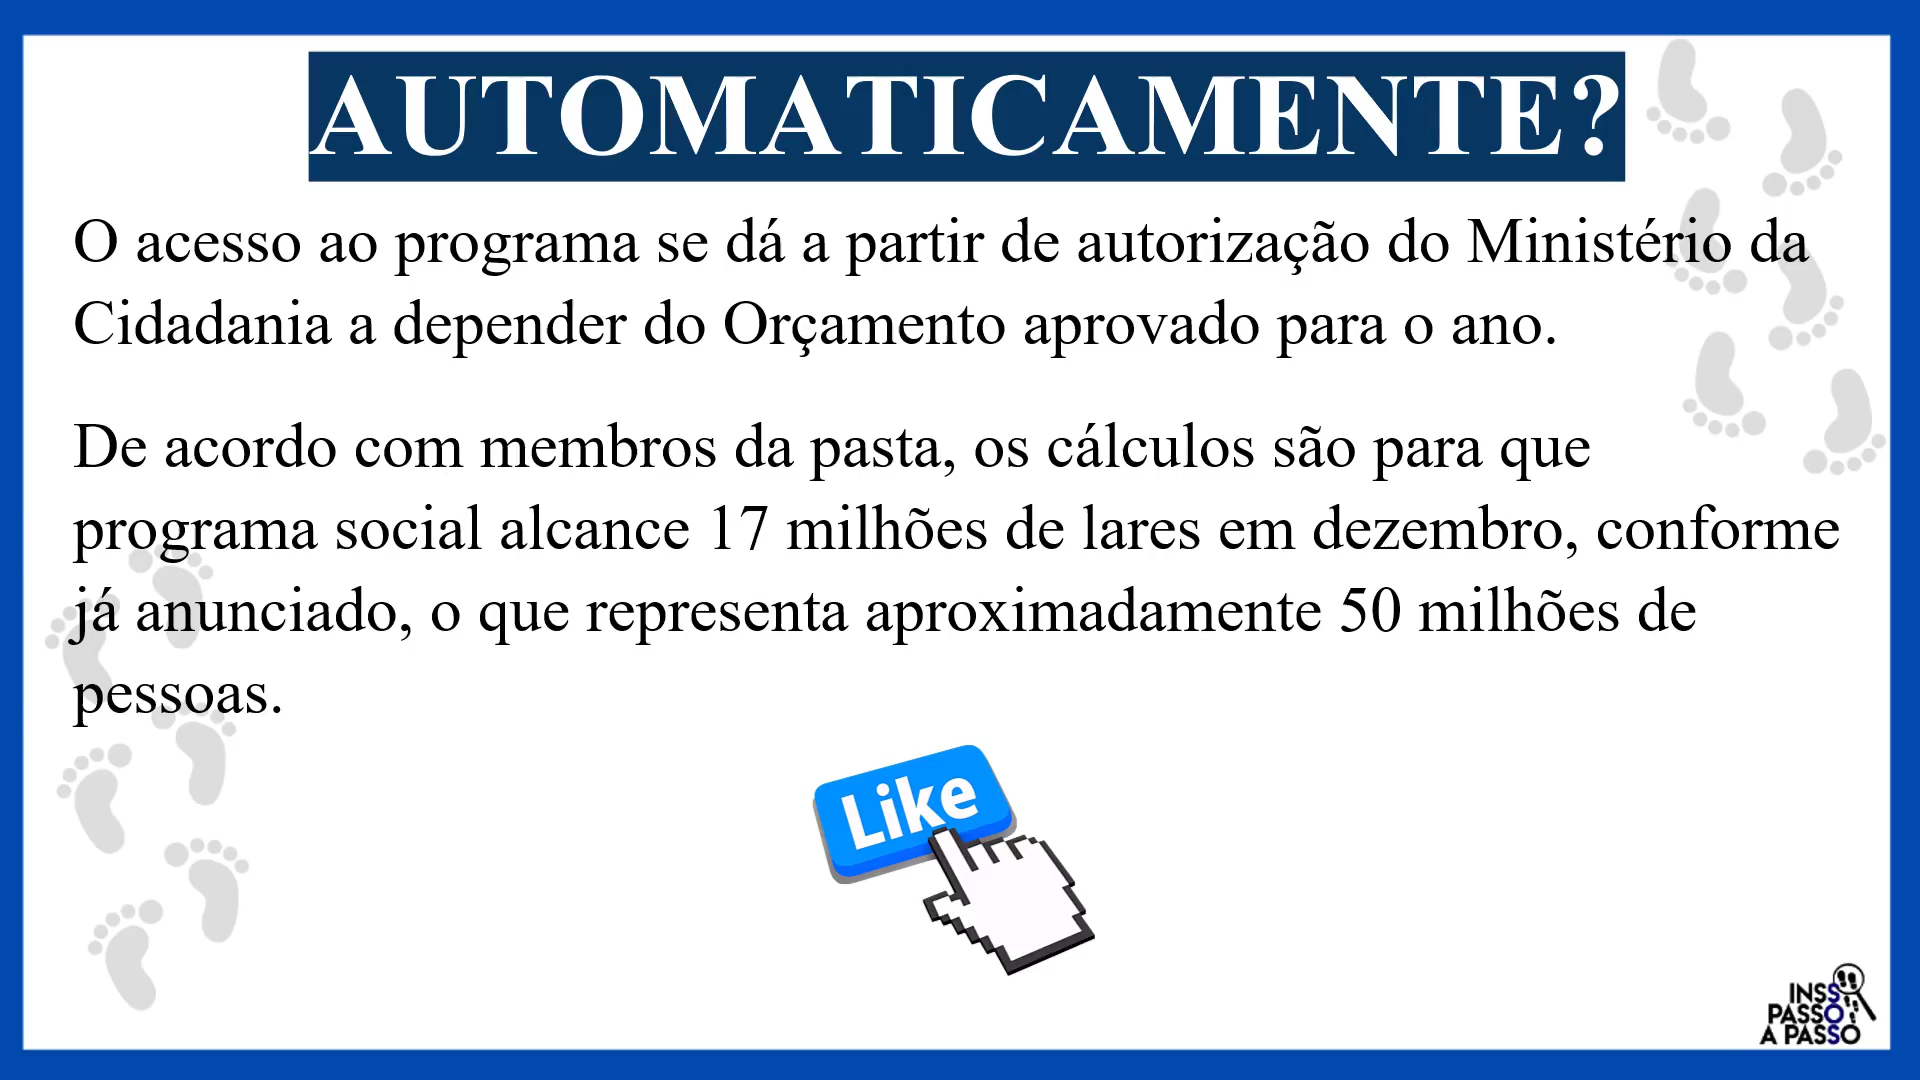 AUTOMATICAMENTE?
O acesso ao programa se dá a partir de autorização do Ministério da
Cidadania a depender do Orçamento aprovado para o ano.
De acordo com membros da pasta, os cálculos são para que
programa social alcance 17 milhões de lares em dezembro, conforme
já anunciado, o que representa aproximadamente 50 milhões de
pessoas.
Like
INSS
PASSO
A PASSO